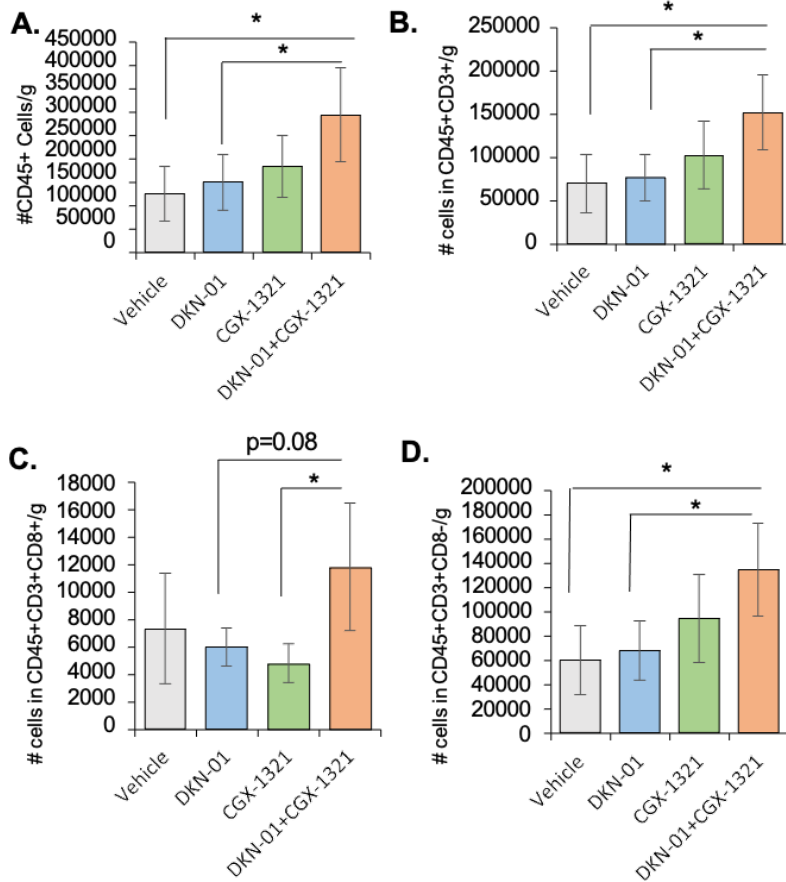 A.
*
*
#CD45+ Cells/g
450000
400000
350000
300000
250000
200000
150000
100000
50000
0
Vehicle
DKN-01
CGX-1321
DKN-01+CGX-1321
B.
*
*
# cells in CD45+CD3+/g
250000
200000
150000
100000
50000
0
Vehicle
DKN-01
CGX-1321
DKN-01+CGX-1321
C.
p=0.08
*
# cells in CD45+CD3+CD8+/g
18000
16000
14000
12000
10000
8000
6000
4000
2000
0
Vehicle
DKN-01
CGX-1321
DKN-01+CGX-1321
D.
*
*
# cells in CD45+CD3+CD8-/g
200000
180000
160000
140000
120000
100000
80000
60000
40000
20000
0
Vehicle
DKN-01
CGX-1321
DKN-01+CGX-1321